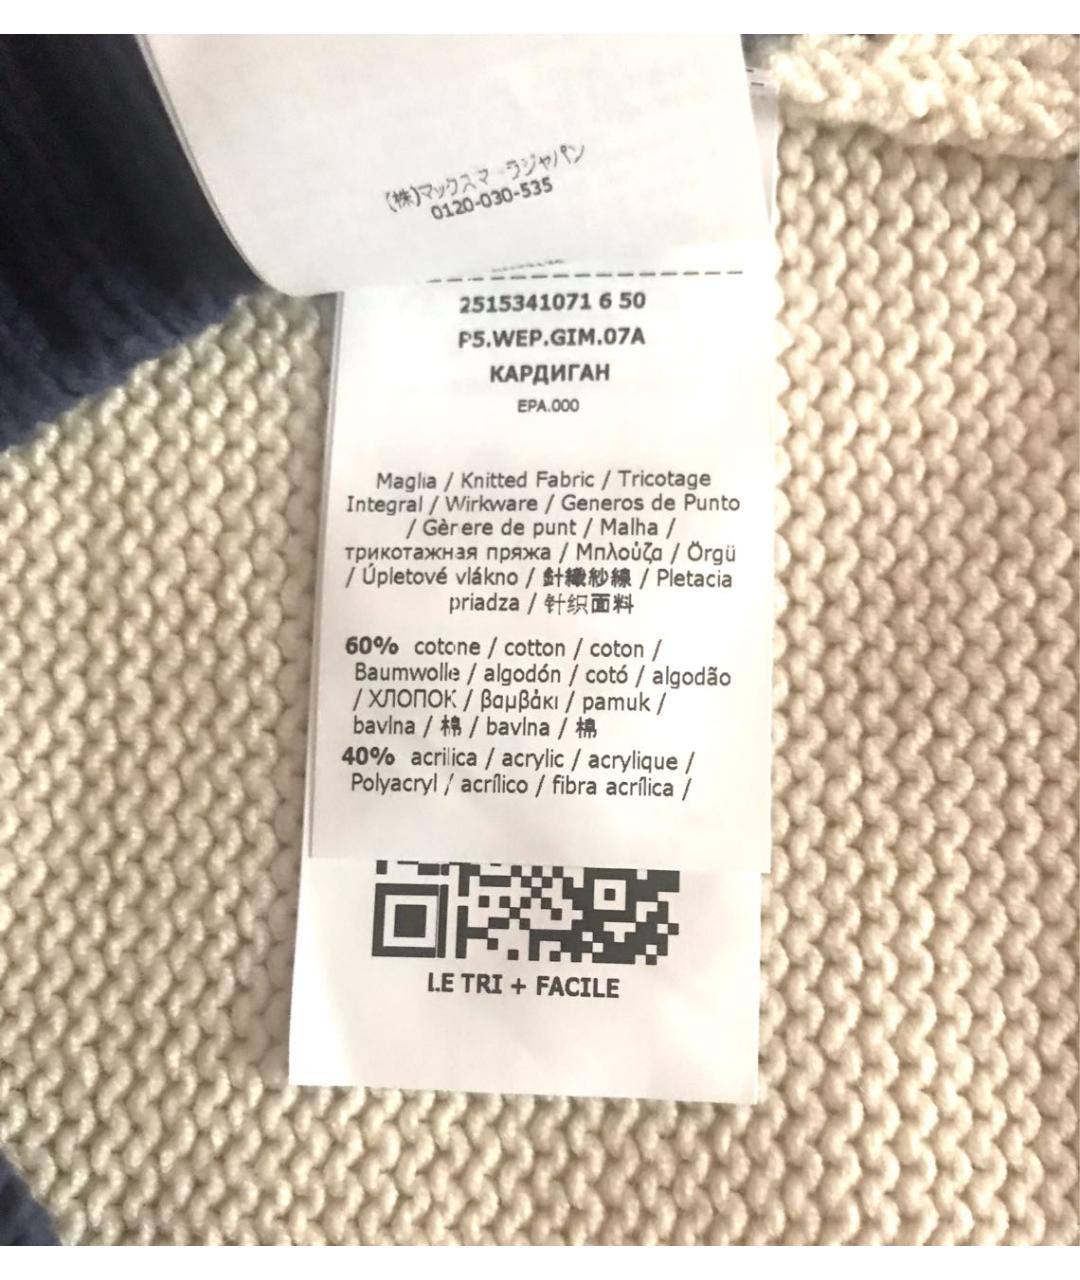 (株)マックスマーラジャパン
0120-030-535
2515341071 6 50
P5.WEP.GIM.07A
КАРДИГАН
EPA.000
Maglia / Knitted Fabric / Tricotage
Integral / Wirkware / Generos de Punto
/ Gènere de punt / Malha /
трикотажная пряжа / Μπλούζα / Örgü
/ Úpletové vlákno / 針織紗線 / Pletacia
priadza / 针织面料
60% cotone / cotton / coton /
Baumwolle / algodón / cotó / algodão
/ ХЛОПОК / βαμβάκι / pamuk /
bavlna / 棉 / bavlna / 棉
40% acrilica / acrylic / acrylique /
Polyacryl / acrílico / fibra acrílica /
LE TRI + FACILE